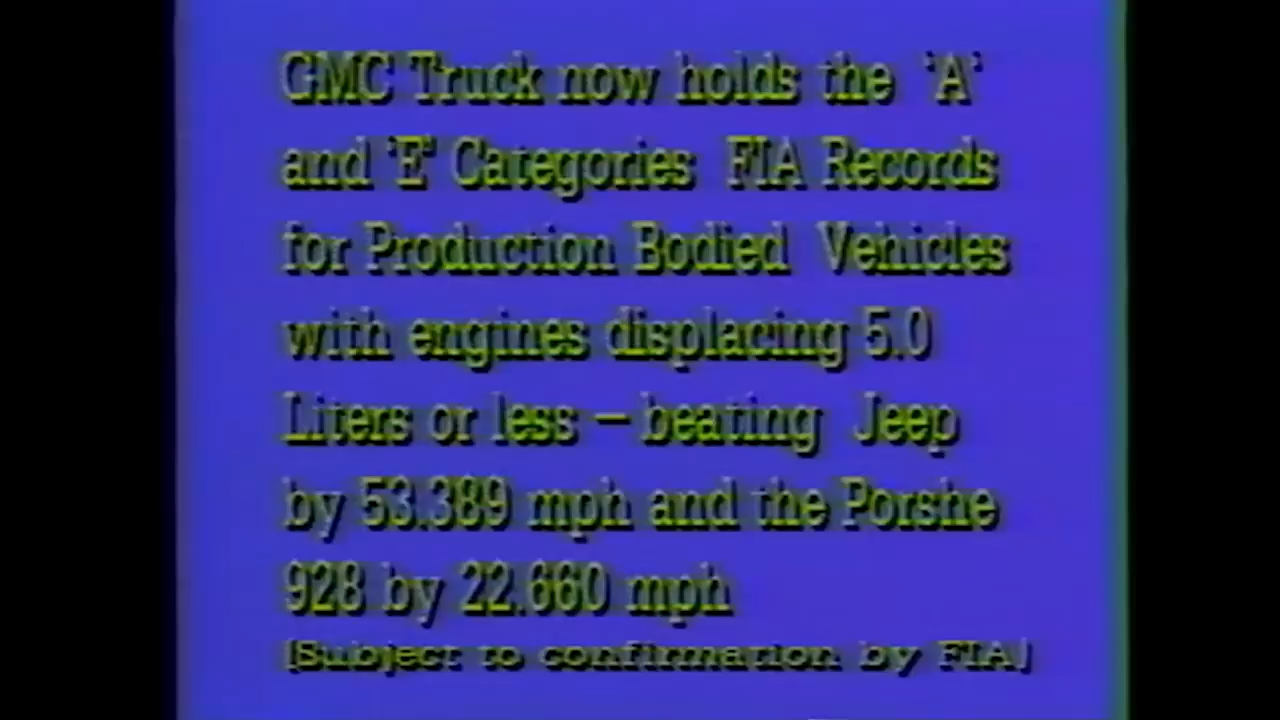 GMC Truck now holds the 'A'
and 'E' Categories FIA Records
for Production Bodied Vehicles
with engines displacing 5.0
Liters or less – beating Jeep
by 53.389 mph and the Porshe
928 by 22.660 mph
[Subject to confirmation by FIA]